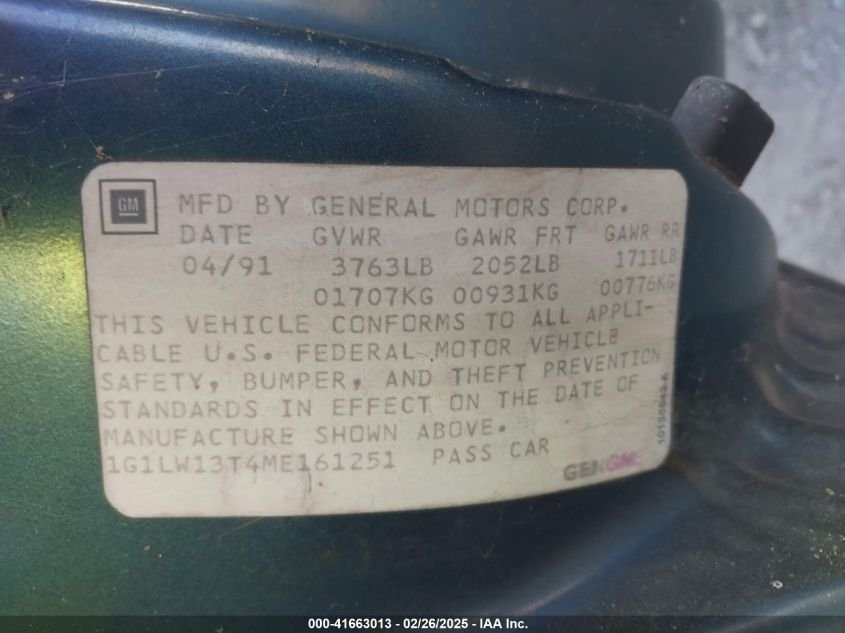 GM
MFD BY GENERAL MOTORS CORP.
DATE GVWR GAWR FRT GAWR RR
04/91 3763LB 2052LB 1711LB
01707KG 00931KG 00776KG
THIS VEHICLE CONFORMS TO ALL APPLI-
CABLE U.S. FEDERAL MOTOR VEHICLE
SAFETY, BUMPER, AND THEFT PREVENTION
STANDARDS IN EFFECT ON THE DATE OF
MANUFACTURE SHOWN ABOVE.
1G1LW13T4ME161251 PASS CAR
000-41663013 - 02/26/2025 - IAA Inc.